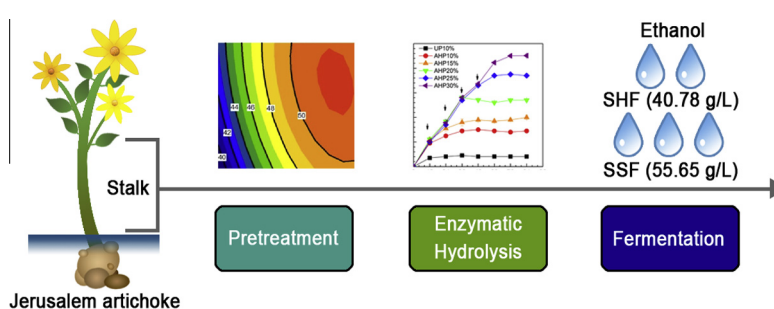 Jerusalem artichoke
Stalk
44
46
48
50
42
40
Pretreatment
UP10%
AHP10%
AHP15%
AHP20%
AHP25%
AHP30%
Enzymatic
Hydrolysis
Ethanol
SHF (40.78 g/L)
SSF (55.65 g/L)
Fermentation